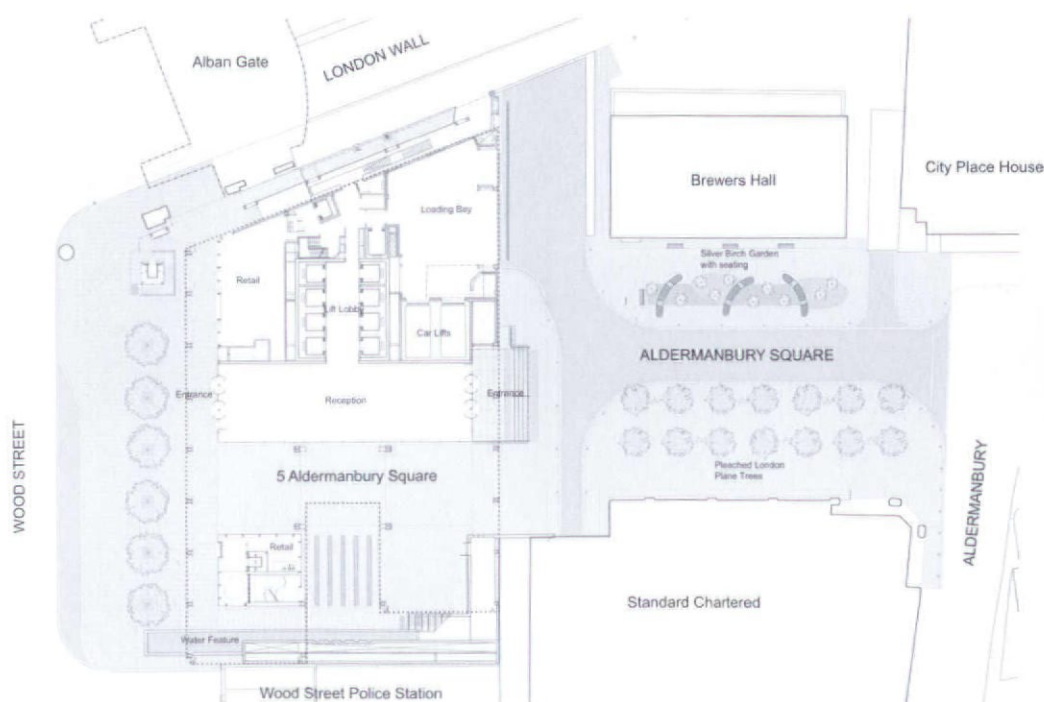 Alban Gate
LONDON WALL
Brewers Hall
City Place House
Loading Bay
Silver Birch Garden
with seating
Retail
Lift Lobby
Car Lifts
ALDERMANBURY SQUARE
Entrance
Reception
Entrance
WOOD STREET
5 Aldermanbury Square
Pleached London
Plane Trees
ALDERMANBURY
Retail
Standard Chartered
Water Feature
Wood Street Police Station